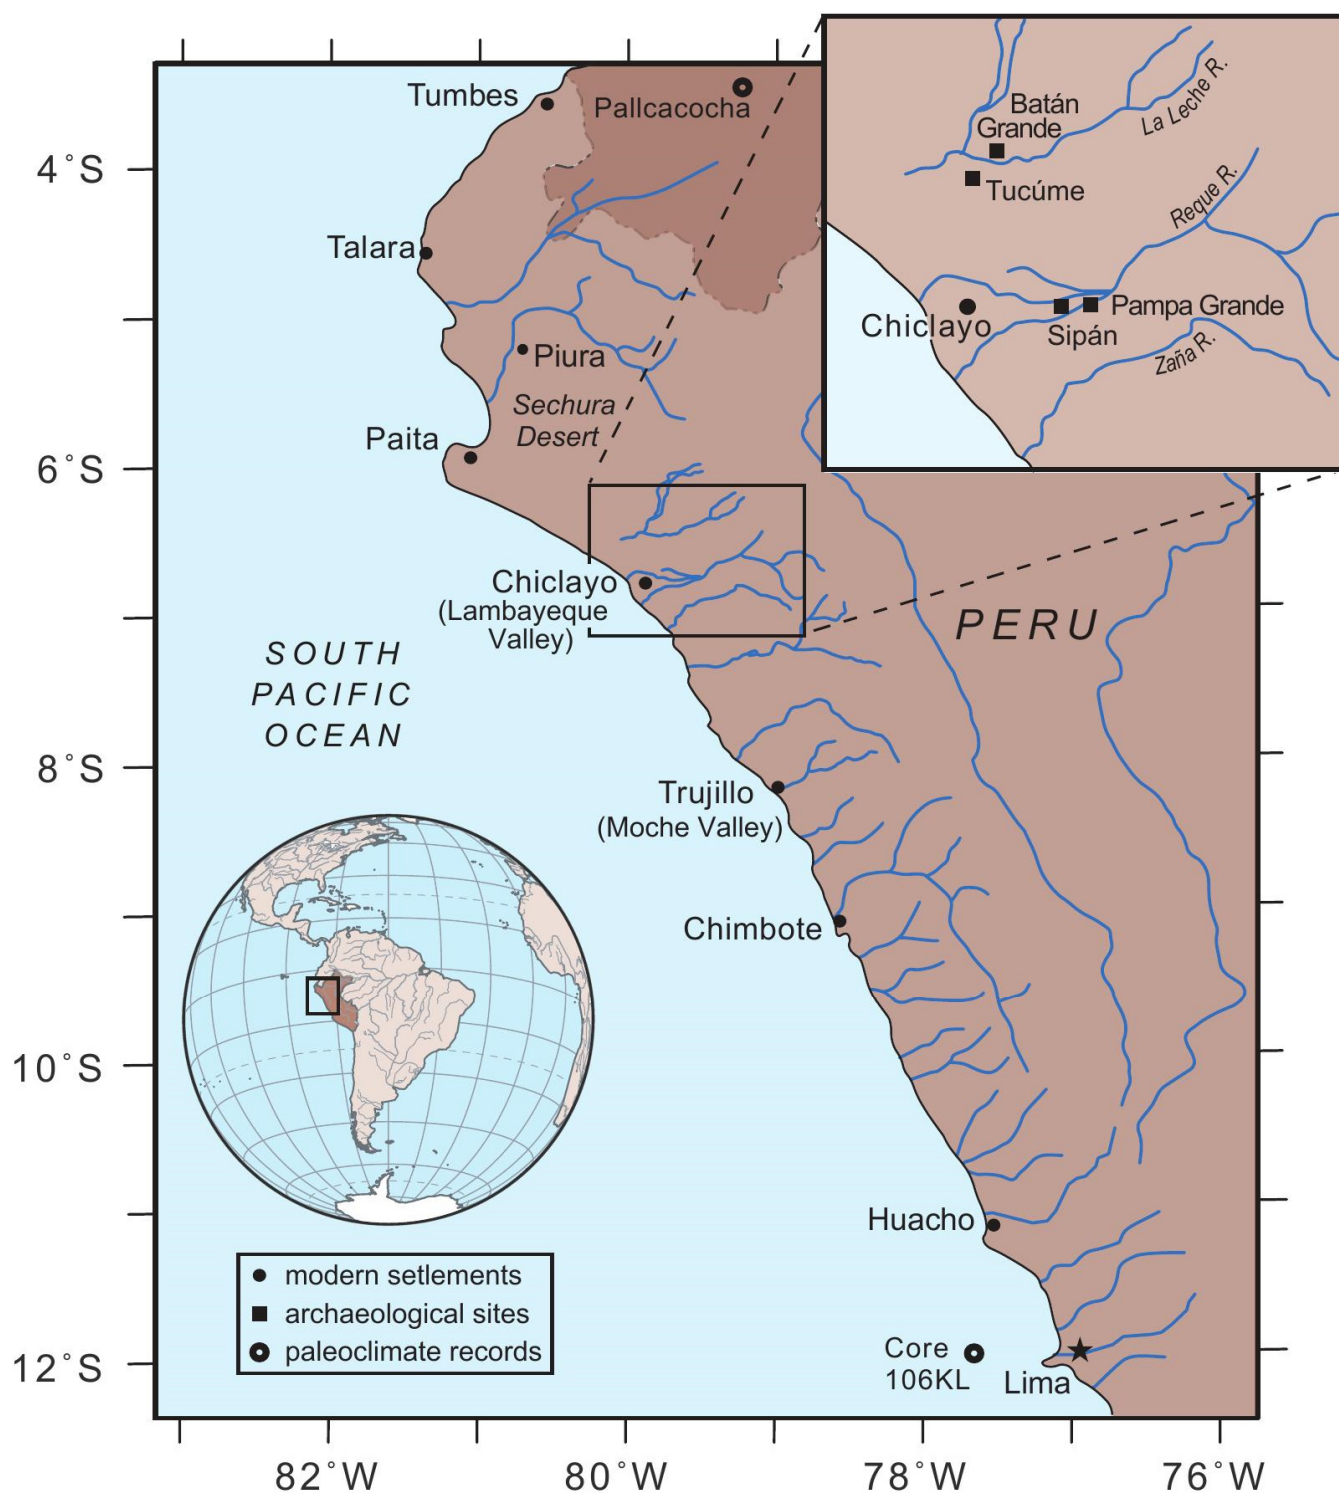 Tumbes
Pallcacocha
4°S
Talara
Piura
Sechura
Desert
Paita
6°S
Batán
Grande
La Leche R.
Tucúme
Reque R.
Chiclayo
Pampa Grande
Sipán
Zaña R.
Chiclayo
(Lambayeque
Valley)
PERU
SOUTH
PACIFIC
OCEAN
8°S
Trujillo
(Moche Valley)
Chimbote
10°S
Huacho
modern setlements
archaeological sites
paleoclimate records
Core
106KL
Lima
12°S
82°W
80°W
78°W
76°W